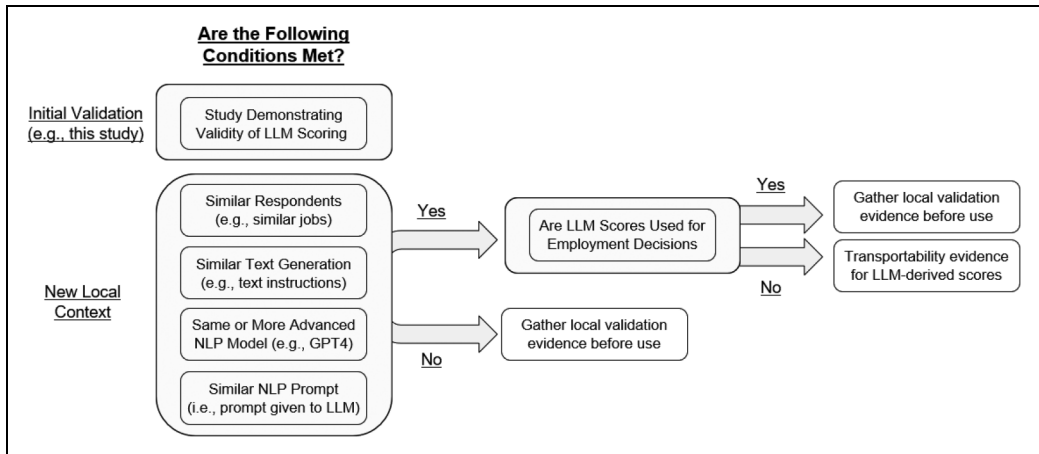 Are the Following
Conditions Met?
Initial Validation
(e.g., this study)
Study Demonstrating
Validity of LLM Scoring
New Local
Context
Similar Respondents
(e.g., similar jobs)
Similar Text Generation
(e.g., text instructions)
Same or More Advanced
NLP Model (e.g., GPT4)
Similar NLP Prompt
(i.e., prompt given to LLM)
Yes
No
Are LLM Scores Used for
Employment Decisions
Gather local validation
evidence before use
Yes
No
Gather local validation
evidence before use
Transportability evidence
for LLM-derived scores